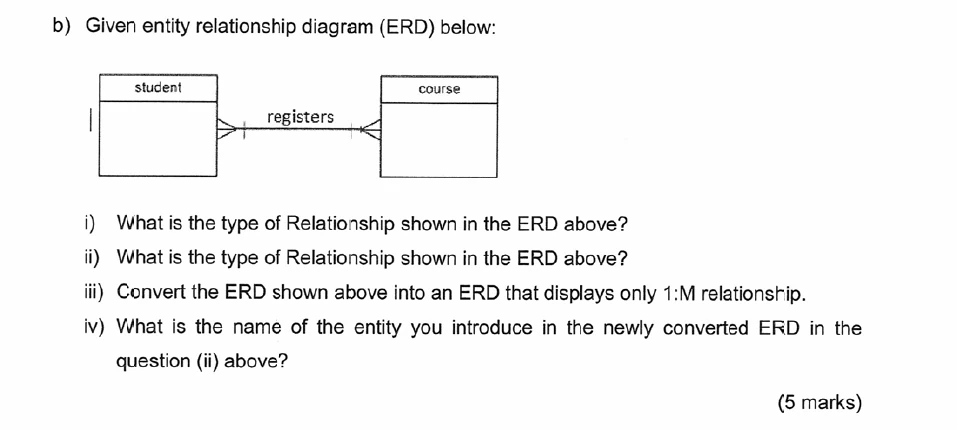 b) Given entity relationship diagram (ERD) below:
student
course
registers
i) What is the type of Relationship shown in the ERD above?
ii) What is the type of Relationship shown in the ERD above?
iii) Convert the ERD shown above into an ERD that displays only 1:M relationship.
iv) What is the name of the entity you introduce in the newly converted ERD in the
question (ii) above?
(5 marks)